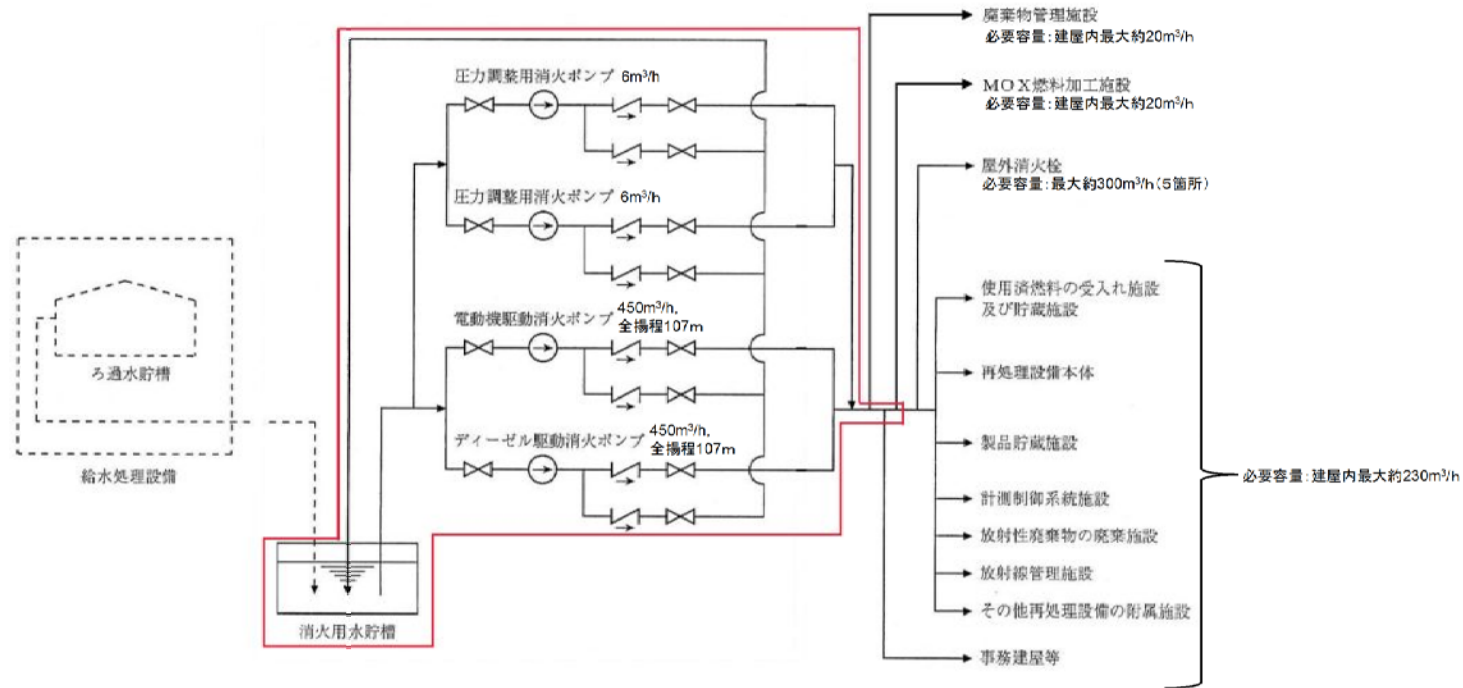 廃棄物管理施設
必要容量:建屋内最大約20m³/h
圧力調整用消火ポンプ 6m³/h
MOX燃料加工施設
必要容量:建屋内最大約20m³/h
屋外消火栓
必要容量:最大約300m³/h(5箇所)
圧力調整用消火ポンプ 6m³/h
使用済燃料の受入れ施設
及び貯蔵施設
電動機駆動消火ポンプ 450m³/h,
全揚程107m
ろ過水貯槽
再処理設備本体
ディーゼル駆動消火ポンプ 450m³/h,
全揚程107m
製品貯蔵施設
給水処理設備
必要容量:建屋内最大約230m³/h
計測制御系統施設
放射性廃棄物の廃棄施設
放射線管理施設
その他再処理設備の附属施設
消火用水貯槽
事務建屋等